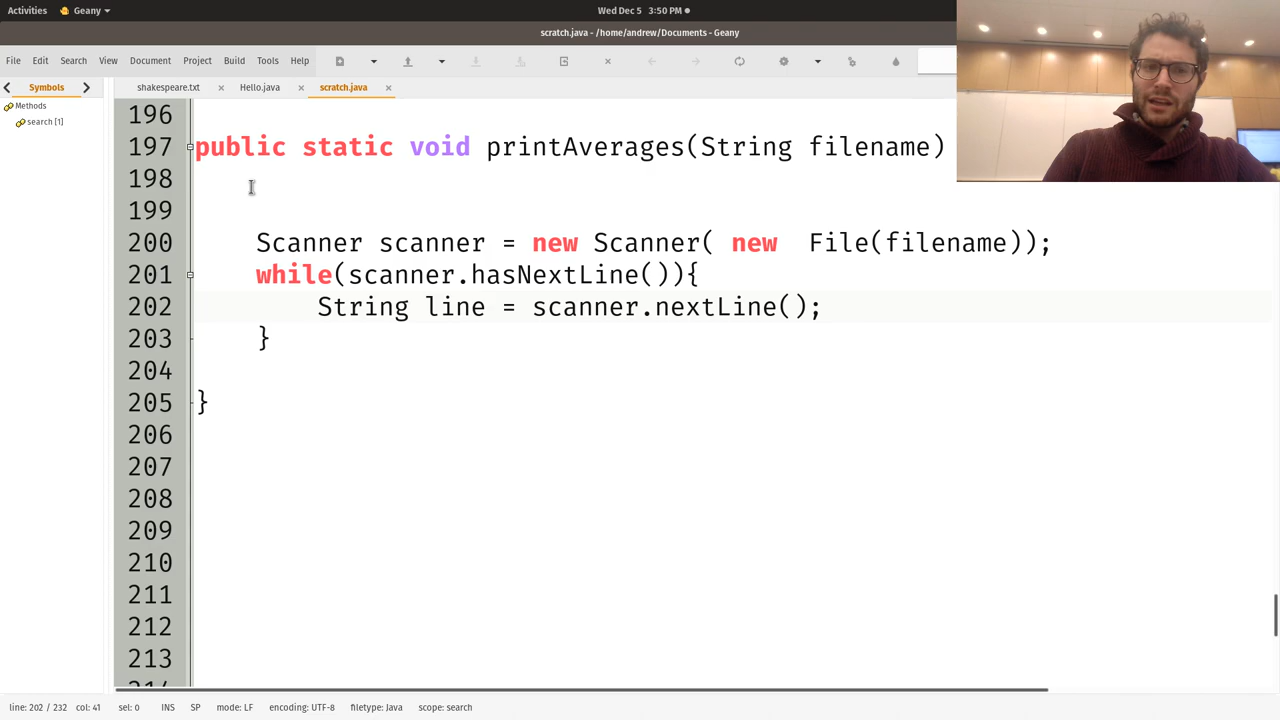 Activities Geany Wed Dec 5 3:50 PM
scratch.java - /home/andrew/Documents - Geany
File Edit Search View Document Project Build Tools Help
Symbols shakespeare.txt Hello.java scratch.java
Methods
search [1]
196
197 public static void printAverages(String filename)
198
199
200 Scanner scanner = new Scanner( new File(filename));
201 while(scanner.hasNextLine()){
202 String line = scanner.nextLine();
203 }
204
205 }
206
207
208
209
210
211
212
213
line: 202 / 232 col: 41 sel: 0 INS SP mode: LF encoding: UTF-8 filetype: Java scope: search